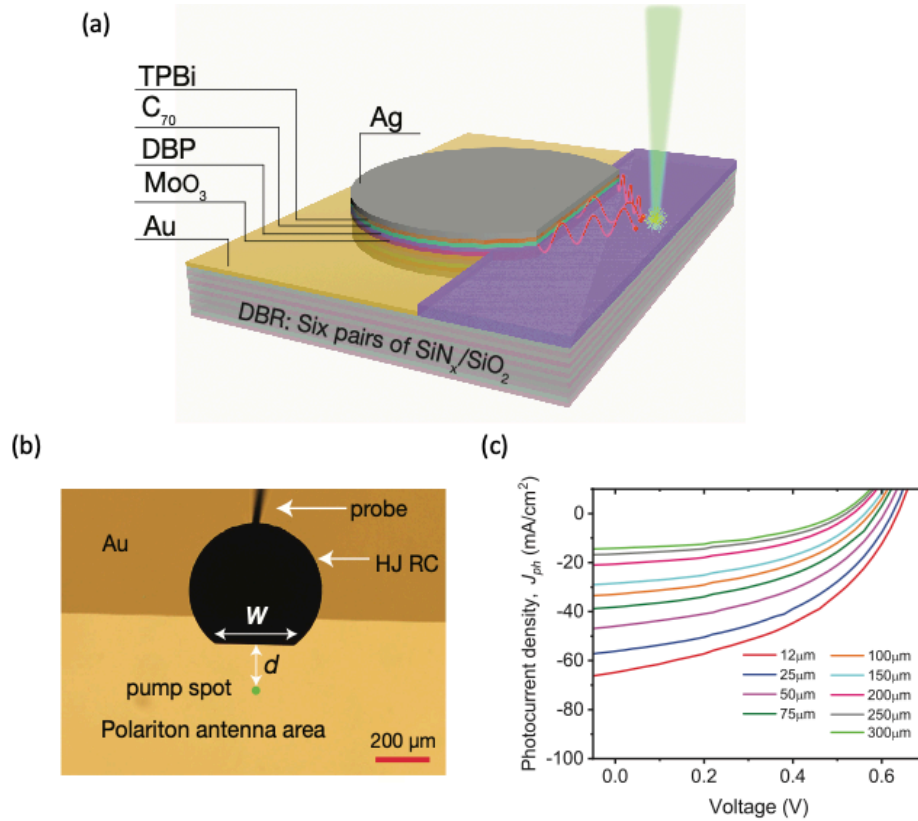 (a)
TPBi
C₇₀
DBP
MoO₃
Au
Ag
DBR: Six pairs of SiNₓ/SiO₂
(b)
probe
Au
HJ RC
W
d
pump spot
Polariton antenna area
200 µm
(c)
Photocurrent density, Jₚₕ (mA/cm²)
0
-20
-40
-60
-80
-100
12µm
25µm
50µm
75µm
100µm
150µm
200µm
250µm
300µm
0.0 0.2 0.4 0.6
Voltage (V)